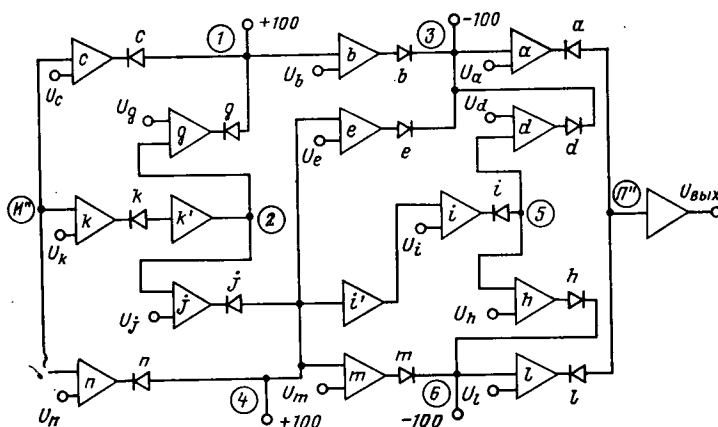 +100
-100
c
1
3
a
c
b
a
U_c
U_b
b
U_a
U_g
g
g
U_d
d
d
e
U_e
e
И"
k
i
П"
U_вых
k
k'
2
i
5
U_k
U_i
j
h
j
i'
h
U_j
U_h
n
m
n
m
l
U_n
4
U_m
6
U_l
l
+100
-100